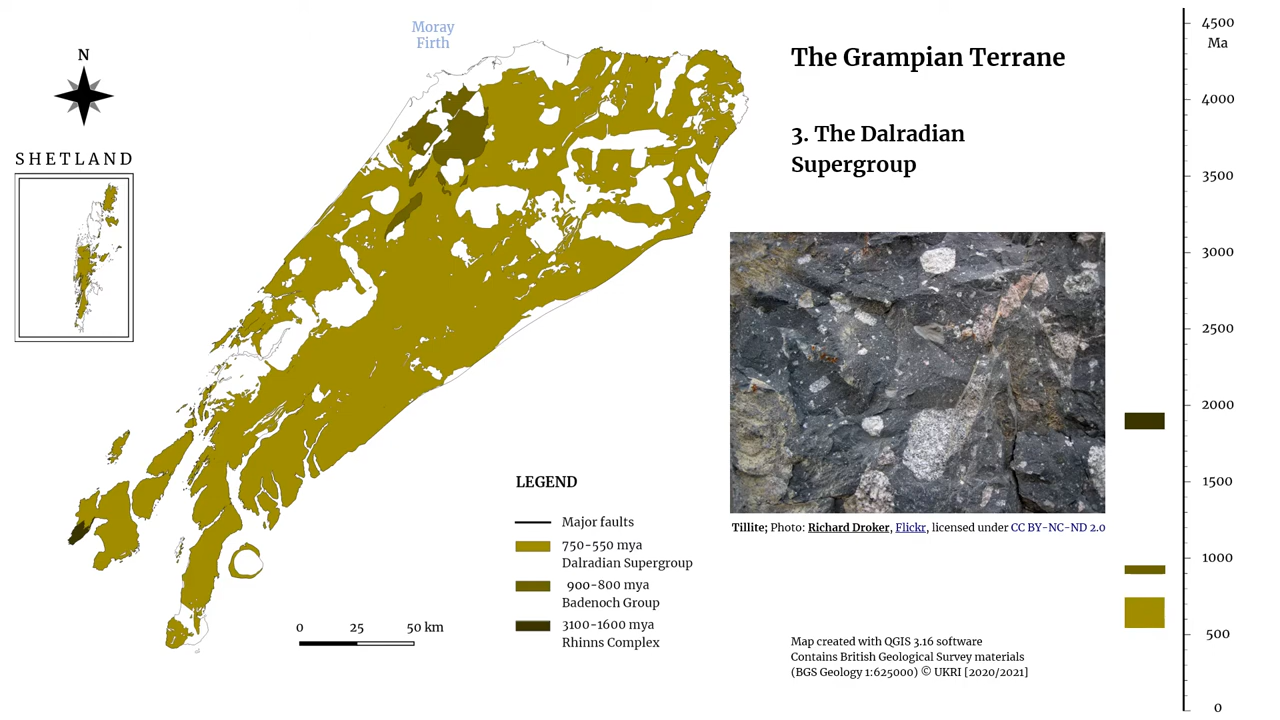 Moray
Firth
N
SHETLAND
The Grampian Terrane
3. The Dalradian
Supergroup
Tillite; Photo: Richard Droker, Flickr, licensed under CC BY-NC-ND 2.0
LEGEND
Major faults
750-550 mya
Dalradian Supergroup
900-800 mya
Badenoch Group
3100-1600 mya
Rhinns Complex
0 25 50 km
Map created with QGIS 3.16 software
Contains British Geological Survey materials
(BGS Geology 1:625000) © UKRI [2020/2021]
4500
Ma
4000
3500
3000
2500
2000
1500
1000
500
0